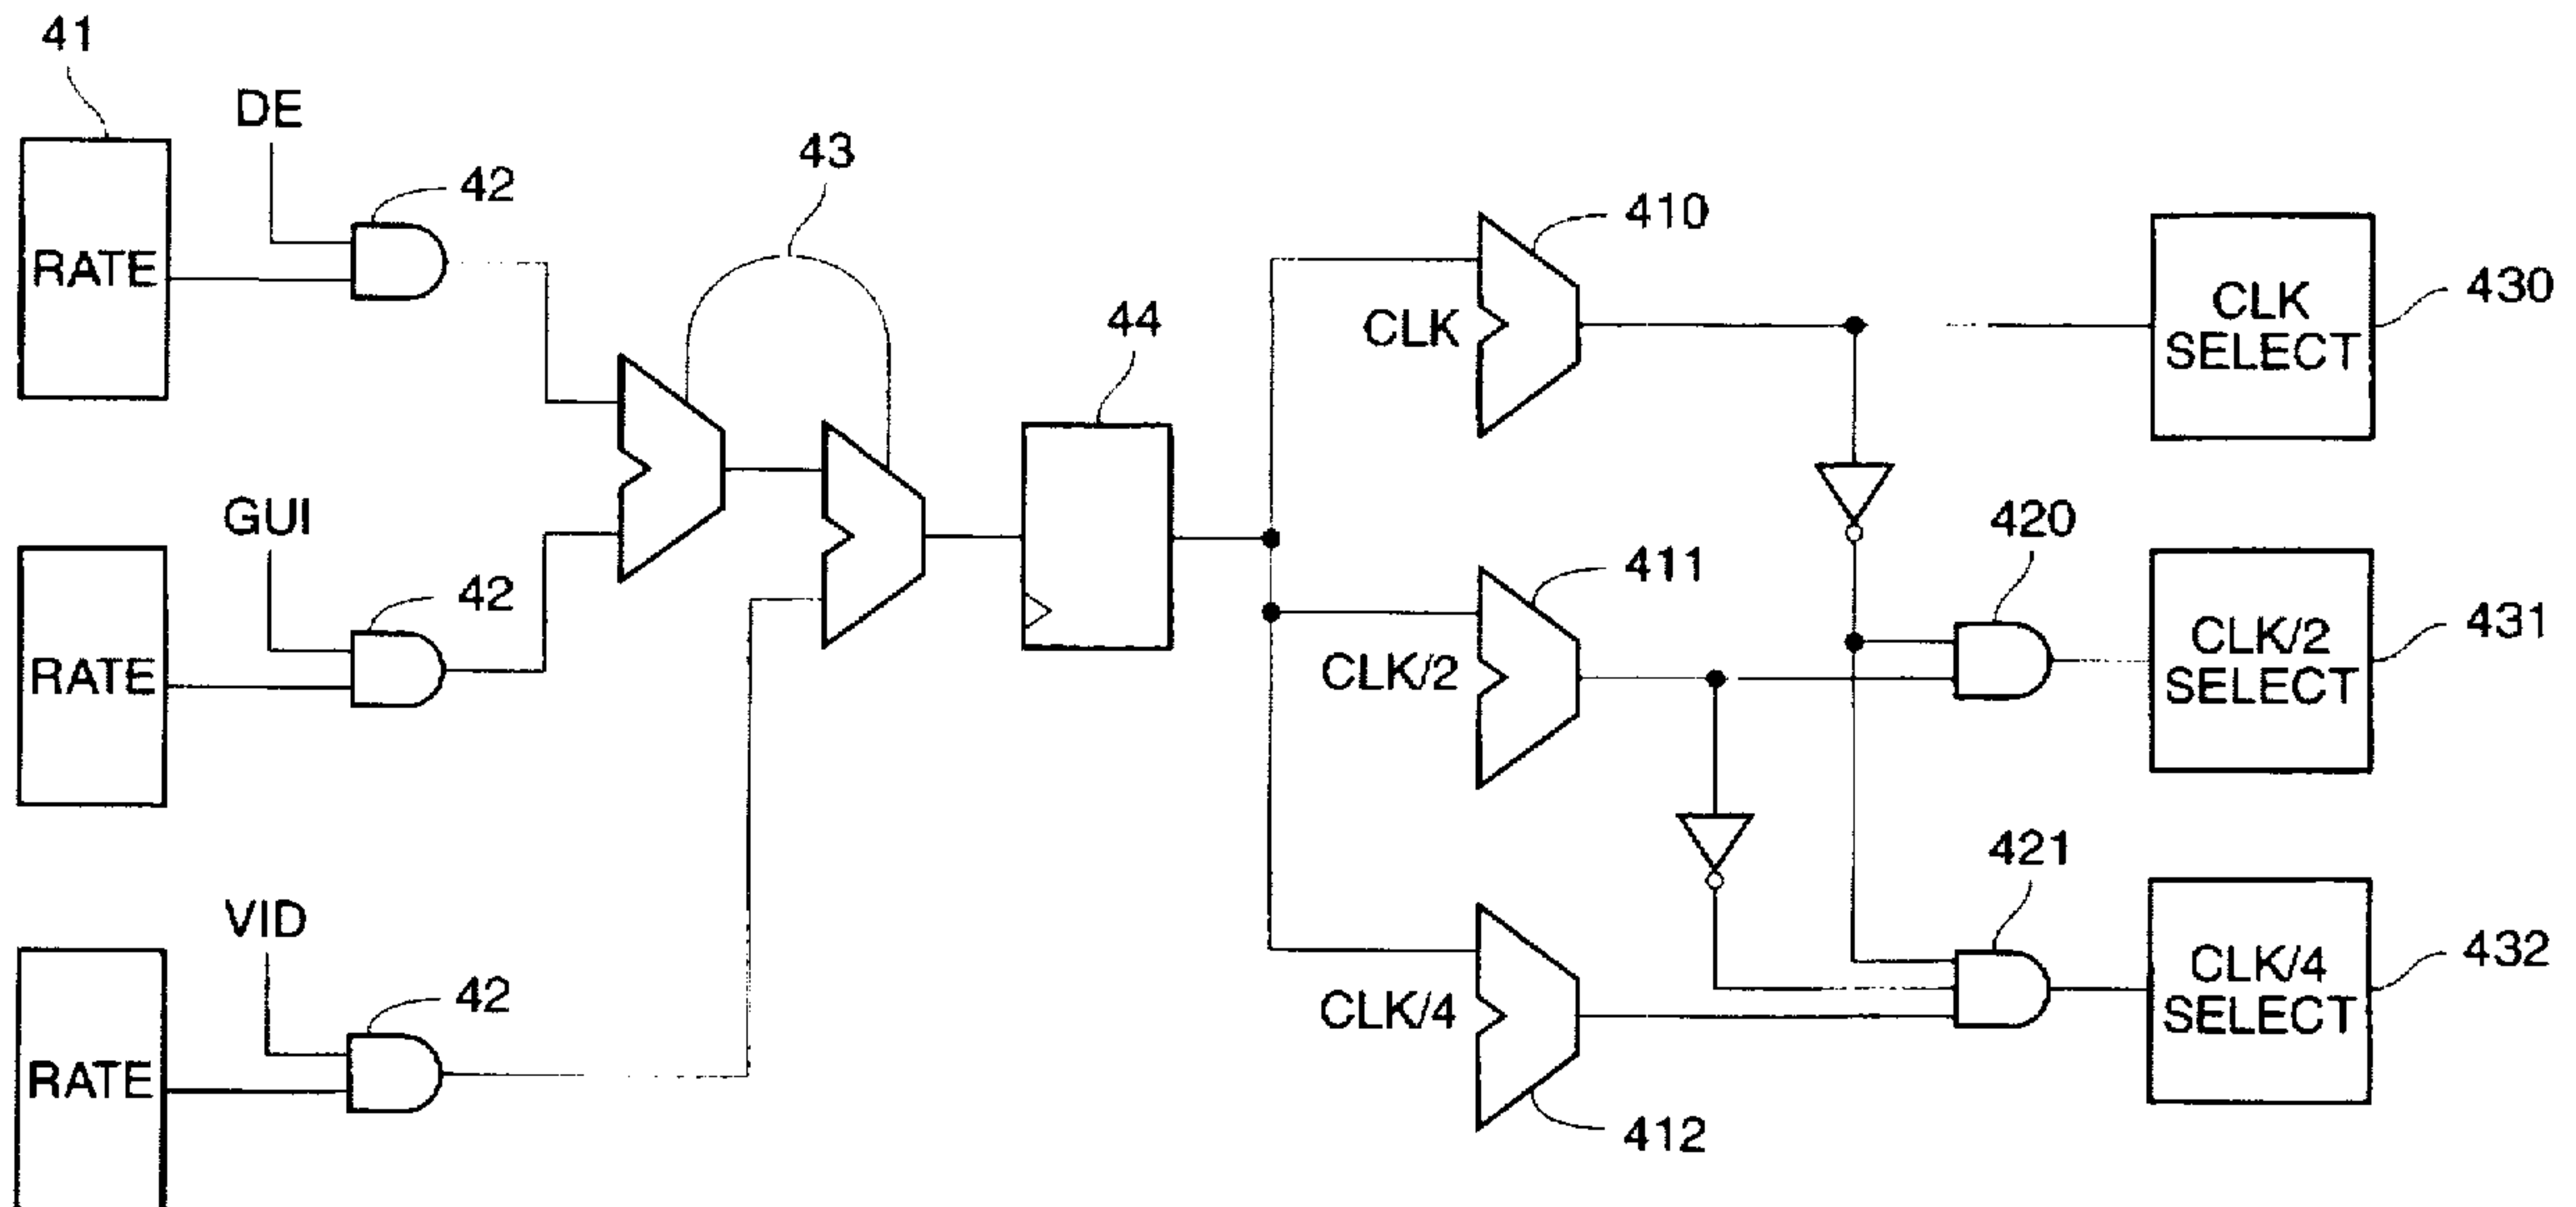 41
DE
42
43
RATE
410
CLK
CLK
SELECT
430
44
GUI
42
RATE
411
CLK/2
420
CLK/2
SELECT
431
VID
42
RATE
CLK/4
412
421
CLK/4
SELECT
432